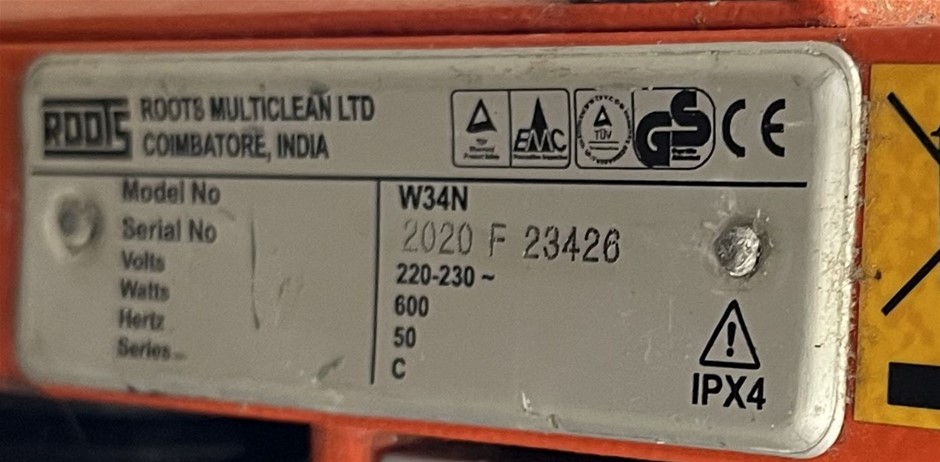 ROOTS ROOTS MULTICLEAN LTD
COIMBATORE, INDIA
EMC TÜV GS CE
Model No W34N
Serial No 2020 F 23426
Volts 220-230 ~
Watts 600
Hertz 50
Series C
IPX4